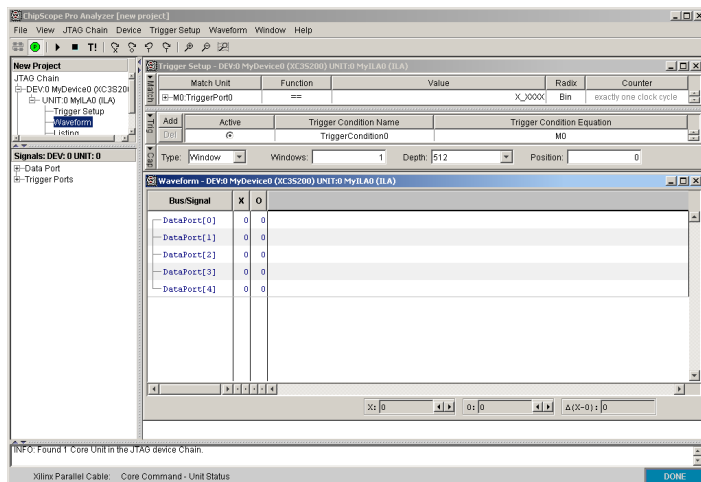 ChipScope Pro Analyzer [new project]
File View JTAG Chain Device Trigger Setup Waveform Window Help
T!
New Project
JTAG Chain
DEV:0 MyDevice0 (XC3S200)
UNIT:0 MyILA0 (ILA)
Trigger Setup
Waveform
Listing
Signals: DEV: 0 UNIT: 0
Data Port
Trigger Ports
Trigger Setup - DEV:0 MyDevice0 (XC3S200) UNIT:0 MyILA0 (ILA)
Match
Match Unit Function Value Radix Counter
M0:TriggerPort0 == X_XXXX Bin exactly one clock cycle
Trig
Add Active Trigger Condition Name Trigger Condition Equation
Del TriggerCondition0 M0
Cap
Type: Window Windows: 1 Depth: 512 Position: 0
Waveform - DEV:0 MyDevice0 (XC3S200) UNIT:0 MyILA0 (ILA)
Bus/Signal X O
DataPort[0] 0 0
DataPort[1] 0 0
DataPort[2] 0 0
DataPort[3] 0 0
DataPort[4] 0 0
X: 0 O: 0 Δ(X-O): 0
INFO: Found 1 Core Unit in the JTAG device Chain.
Xilinx Parallel Cable: Core Command - Unit Status DONE